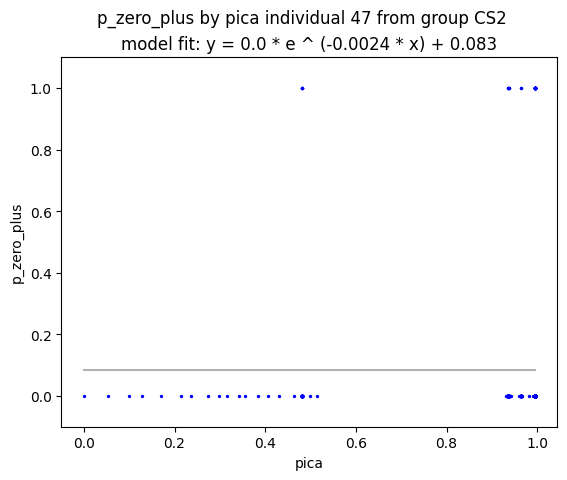 p_zero_plus by pica individual 47 from group CS2
model fit: y = 0.0 * e ^ (-0.0024 * x) + 0.083
p_zero_plus
1.0
0.8
0.6
0.4
0.2
0.0
0.0 0.2 0.4 0.6 0.8 1.0
pica